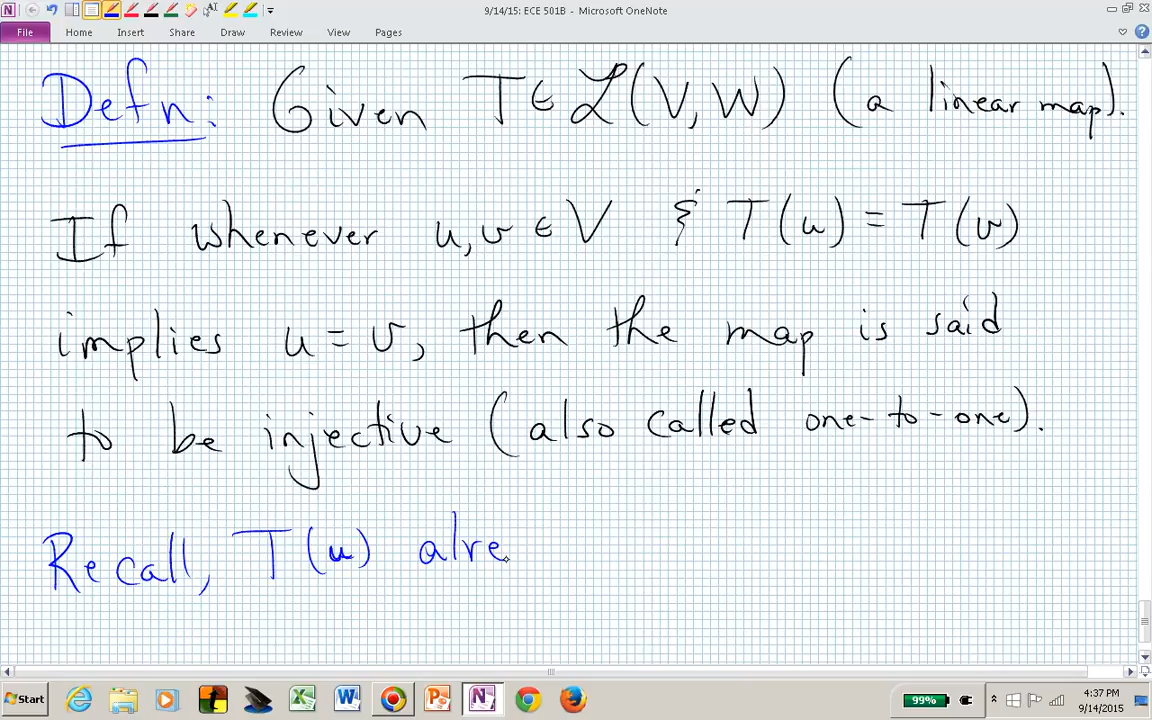 9/14/15: ECE 501B - Microsoft OneNote
File Home Insert Share Draw Review View Pages
Defn: Given T∈ℒ(V,W) (a linear map).
If whenever u,v ∈ V & T(u) = T(v)
implies u = v, then the map is said
to be injective (also called one-to-one).
Recall, T(u) alre
Start
99%
4:37 PM
9/14/2015